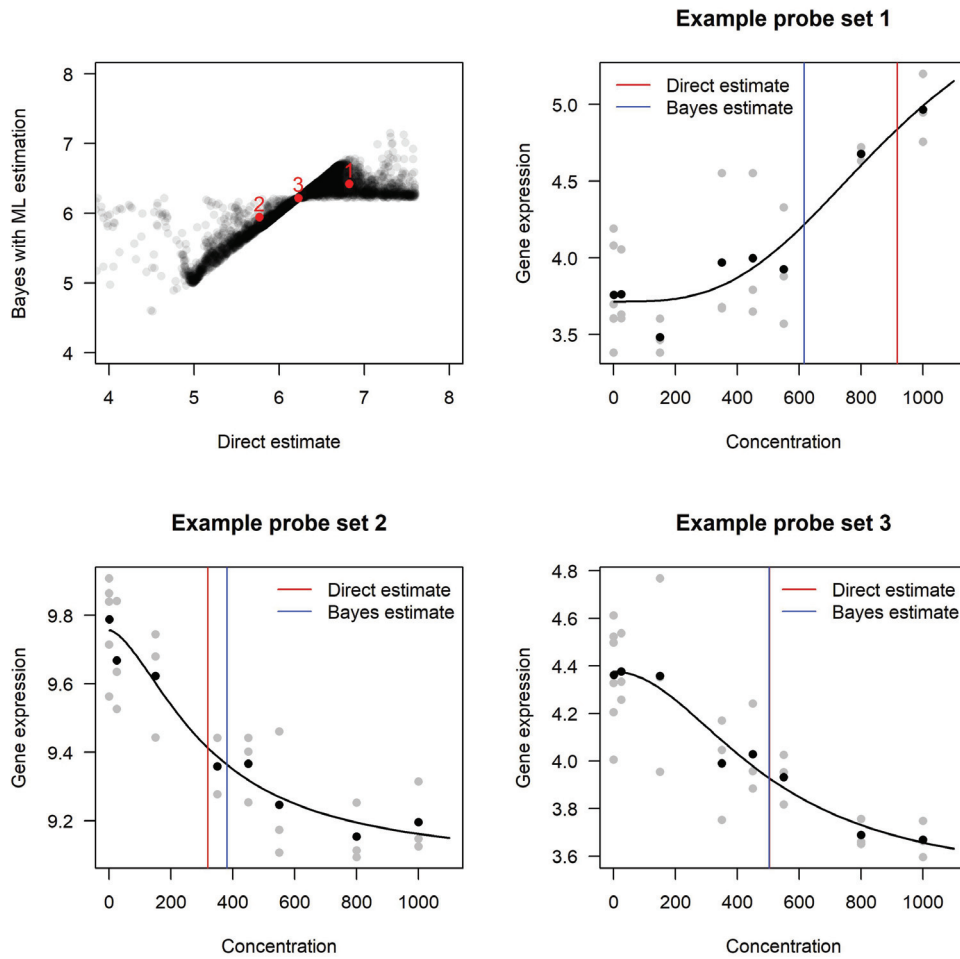 8
7
6
5
4
Bayes with ML estimation
2
3
1
4
5
6
7
8
Direct estimate
Example probe set 1
Direct estimate
Bayes estimate
5.0
4.5
4.0
3.5
Gene expression
0
200
400
600
800
1000
Concentration
Example probe set 2
Direct estimate
Bayes estimate
9.8
9.6
9.4
9.2
Gene expression
0
200
400
600
800
1000
Concentration
Example probe set 3
Direct estimate
Bayes estimate
4.8
4.6
4.4
4.2
4.0
3.8
3.6
Gene expression
0
200
400
600
800
1000
Concentration